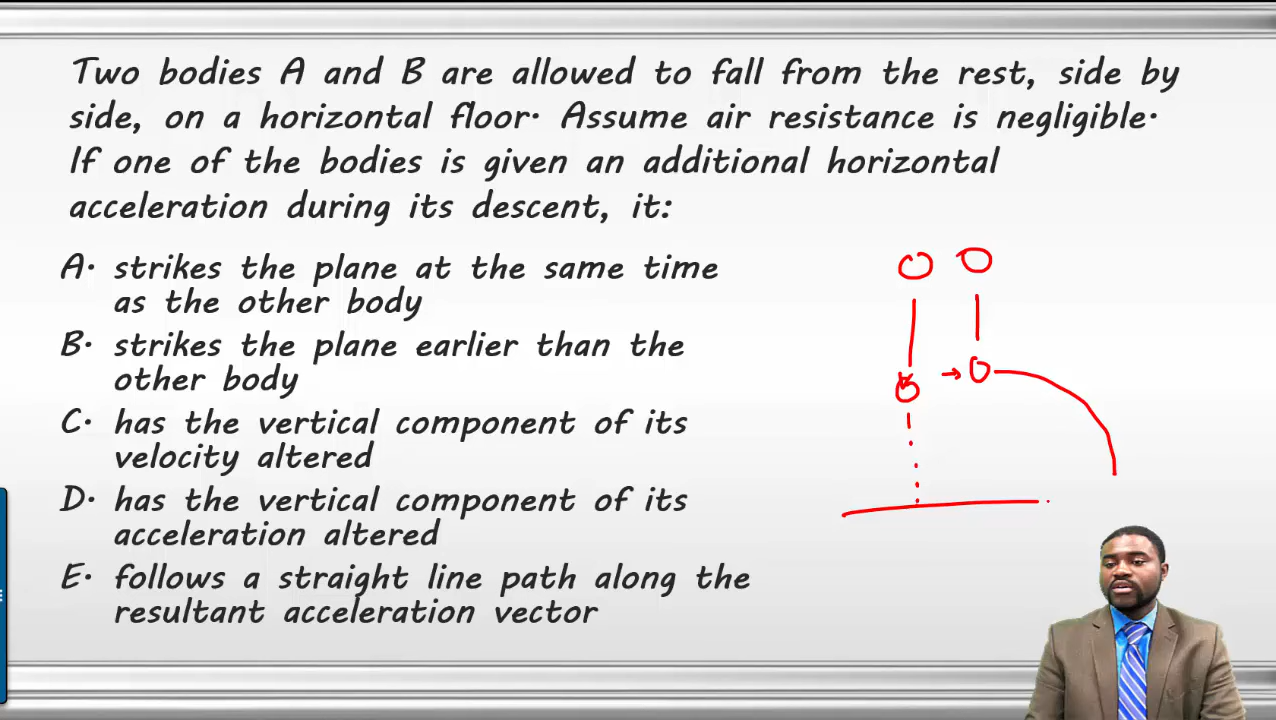 Two bodies A and B are allowed to fall from the rest, side by
side, on a horizontal floor. Assume air resistance is negligible.
If one of the bodies is given an additional horizontal
acceleration during its descent, it:
A. strikes the plane at the same time
as the other body
B. strikes the plane earlier than the
other body
C. has the vertical component of its
velocity altered
D. has the vertical component of its
acceleration altered
E. follows a straight line path along the
resultant acceleration vector